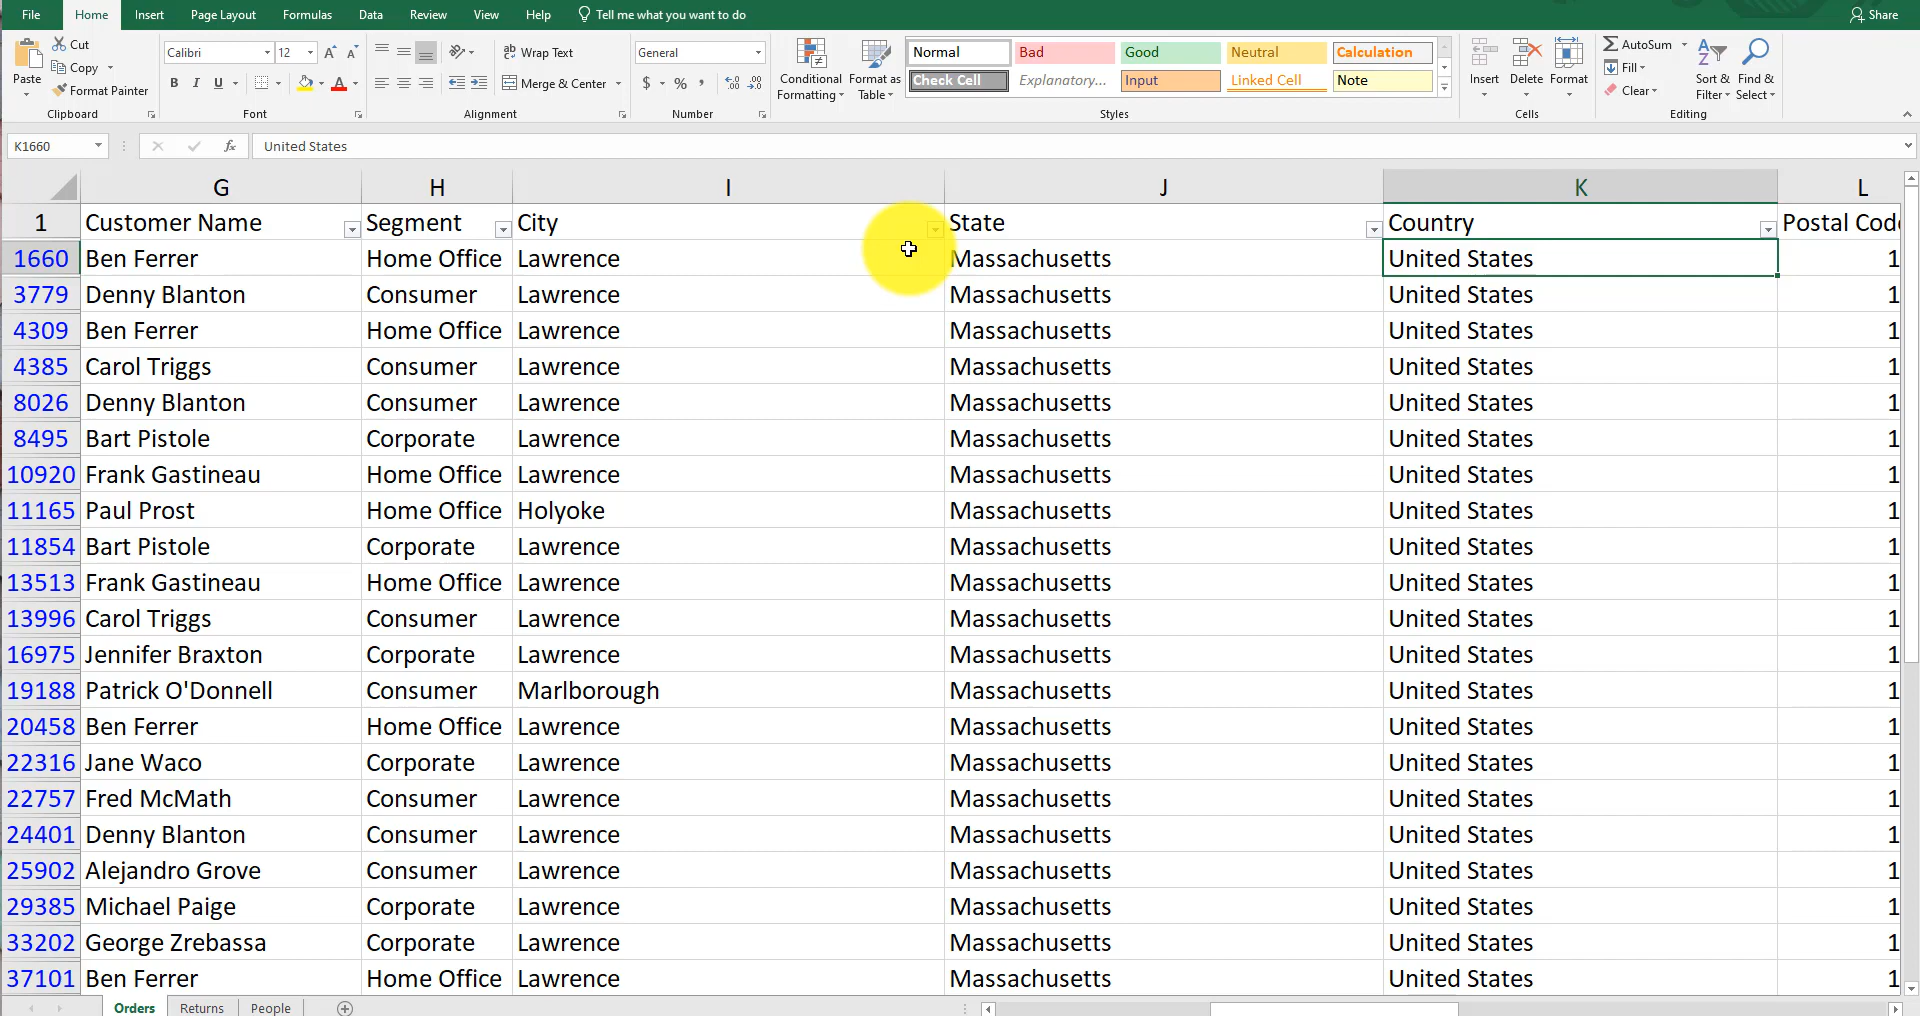 File Home Insert Page Layout Formulas Data Review View Help Tell me what you want to do Share
Cut
Copy
Format Painter
Paste
Clipboard
Calibri 12
B I U
Font
Wrap Text
Merge & Center
Alignment
General
$ % ,
Number
Conditional Formatting
Format as Table
Normal Bad Good Neutral Calculation
Check Cell Explanatory... Input Linked Cell Note
Styles
Insert Delete Format
Cells
AutoSum
Fill
Clear
Sort & Filter
Find & Select
Editing
K1660 fx United States
G H I J K L
1 Customer Name Segment City State Country Postal Cod
1660 Ben Ferrer Home Office Lawrence Massachusetts United States 1
3779 Denny Blanton Consumer Lawrence Massachusetts United States 1
4309 Ben Ferrer Home Office Lawrence Massachusetts United States 1
4385 Carol Triggs Consumer Lawrence Massachusetts United States 1
8026 Denny Blanton Consumer Lawrence Massachusetts United States 1
8495 Bart Pistole Corporate Lawrence Massachusetts United States 1
10920 Frank Gastineau Home Office Lawrence Massachusetts United States 1
11165 Paul Prost Home Office Holyoke Massachusetts United States 1
11854 Bart Pistole Corporate Lawrence Massachusetts United States 1
13513 Frank Gastineau Home Office Lawrence Massachusetts United States 1
13996 Carol Triggs Consumer Lawrence Massachusetts United States 1
16975 Jennifer Braxton Corporate Lawrence Massachusetts United States 1
19188 Patrick O'Donnell Consumer Marlborough Massachusetts United States 1
20458 Ben Ferrer Home Office Lawrence Massachusetts United States 1
22316 Jane Waco Corporate Lawrence Massachusetts United States 1
22757 Fred McMath Consumer Lawrence Massachusetts United States 1
24401 Denny Blanton Consumer Lawrence Massachusetts United States 1
25902 Alejandro Grove Consumer Lawrence Massachusetts United States 1
29385 Michael Paige Corporate Lawrence Massachusetts United States 1
33202 George Zrebassa Corporate Lawrence Massachusetts United States 1
37101 Ben Ferrer Home Office Lawrence Massachusetts United States 1
Orders Returns People